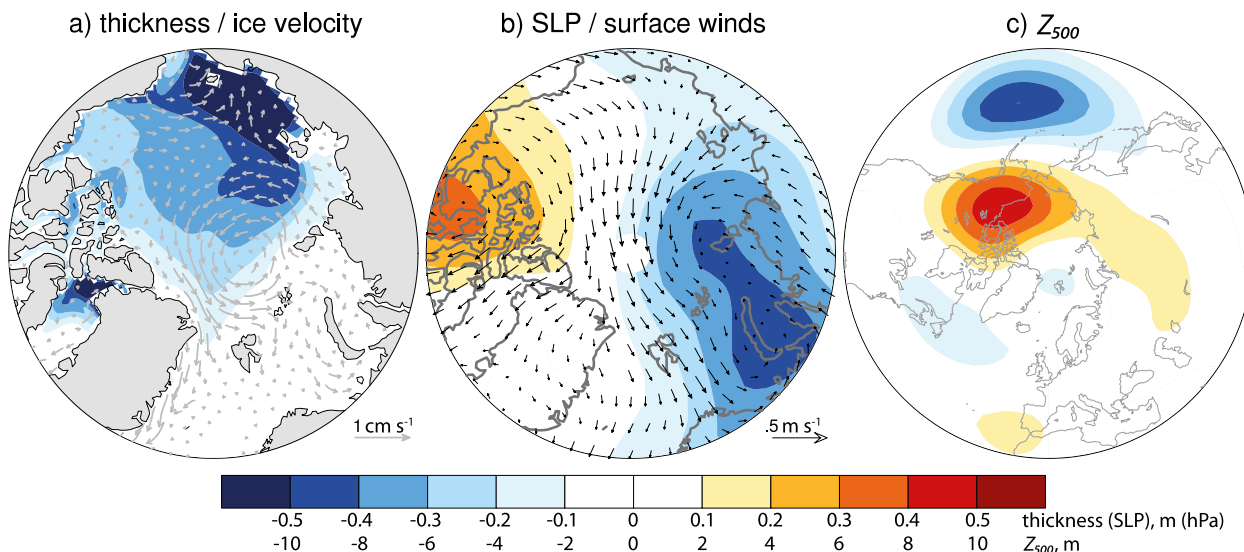 a) thickness / ice velocity
b) SLP / surface winds
c) Z500
1 cm s-1
.5 m s-1
-0.5 -0.4 -0.3 -0.2 -0.1 0 0.1 0.2 0.3 0.4 0.5 thickness (SLP), m (hPa)
-10 -8 -6 -4 -2 0 2 4 6 8 10 Z500, m